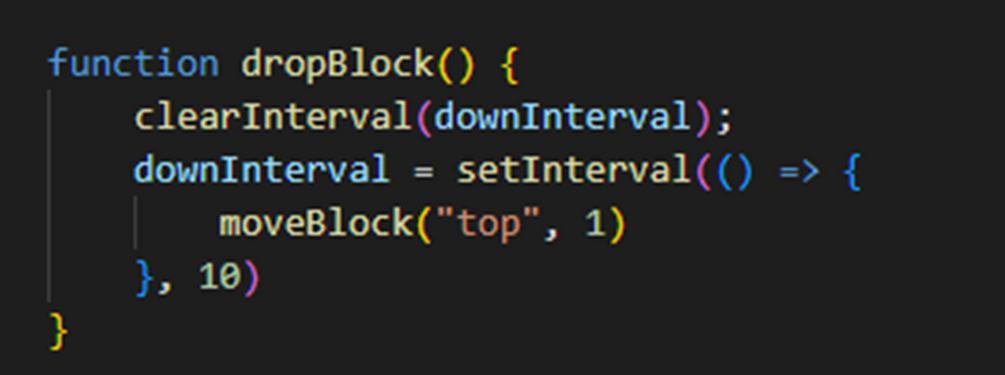 function dropBlock() {
    clearInterval(downInterval);
    downInterval = setInterval(() => {
        moveBlock("top", 1)
    }, 10)
}